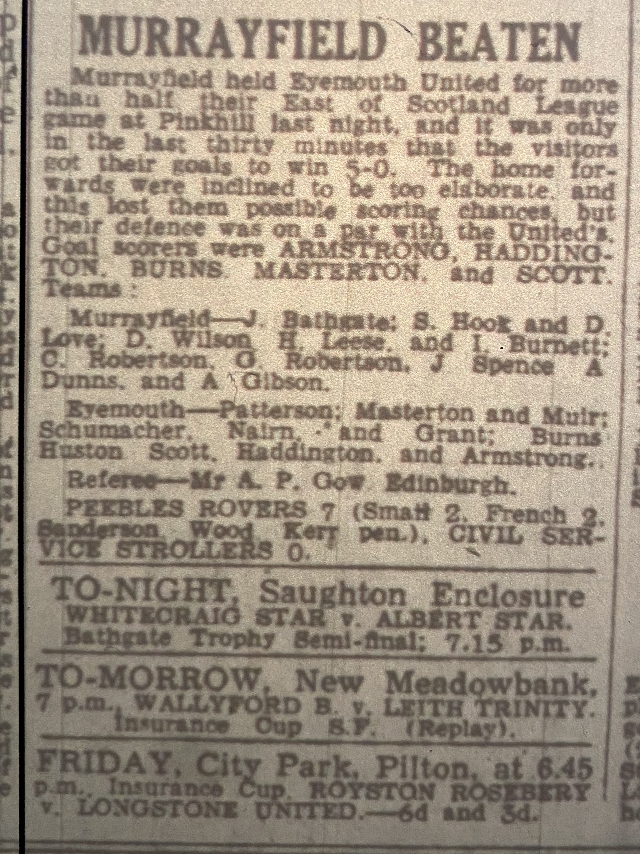 MURRAYFIELD BEATEN
Murrayfield held Eyemouth United for more
than half their East of Scotland League
game at Pinkhill last night, and it was only
in the last thirty minutes that the visitors
got their goals to win 5-0. The home for-
wards were inclined to be too elaborate, and
this lost them possible scoring chances, but
their defence was on a par with the United's.
Goal scorers were ARMSTRONG, HADDING-
TON, BURNS, MASTERTON, and SCOTT.
Teams:
Murrayfield—J. Bathgate; S. Hook and D.
Love; D. Wilson H. Leese, and I. Burnett;
C. Robertson, G Robertson, J Spence A
Dunns, and A Gibson.
Eyemouth—Patterson; Masterton and Muir;
Schumacher, Nairn, and Grant; Burns
Huston Scott, Haddington, and Armstrong.
Referee—Mr A. P. Gow Edinburgh.
PEEBLES ROVERS 7 (Small 2, French 2,
Sanderson, Wood, Kerr pen.), CIVIL SER-
VICE STROLLERS 0.
TO-NIGHT, Saughton Enclosure
WHITECRAIG STAR v. ALBERT STAR.
Bathgate Trophy Semi-final; 7.15 p.m.
TO-MORROW, New Meadowbank,
7 p.m., WALLYFORD B. v. LEITH TRINITY.
Insurance Cup S.F. (Replay).
FRIDAY, City Park, Pilton, at 6.45
p.m., Insurance Cup, ROYSTON ROSEBERY
v. LONGSTONE UNITED.—6d and 3d.